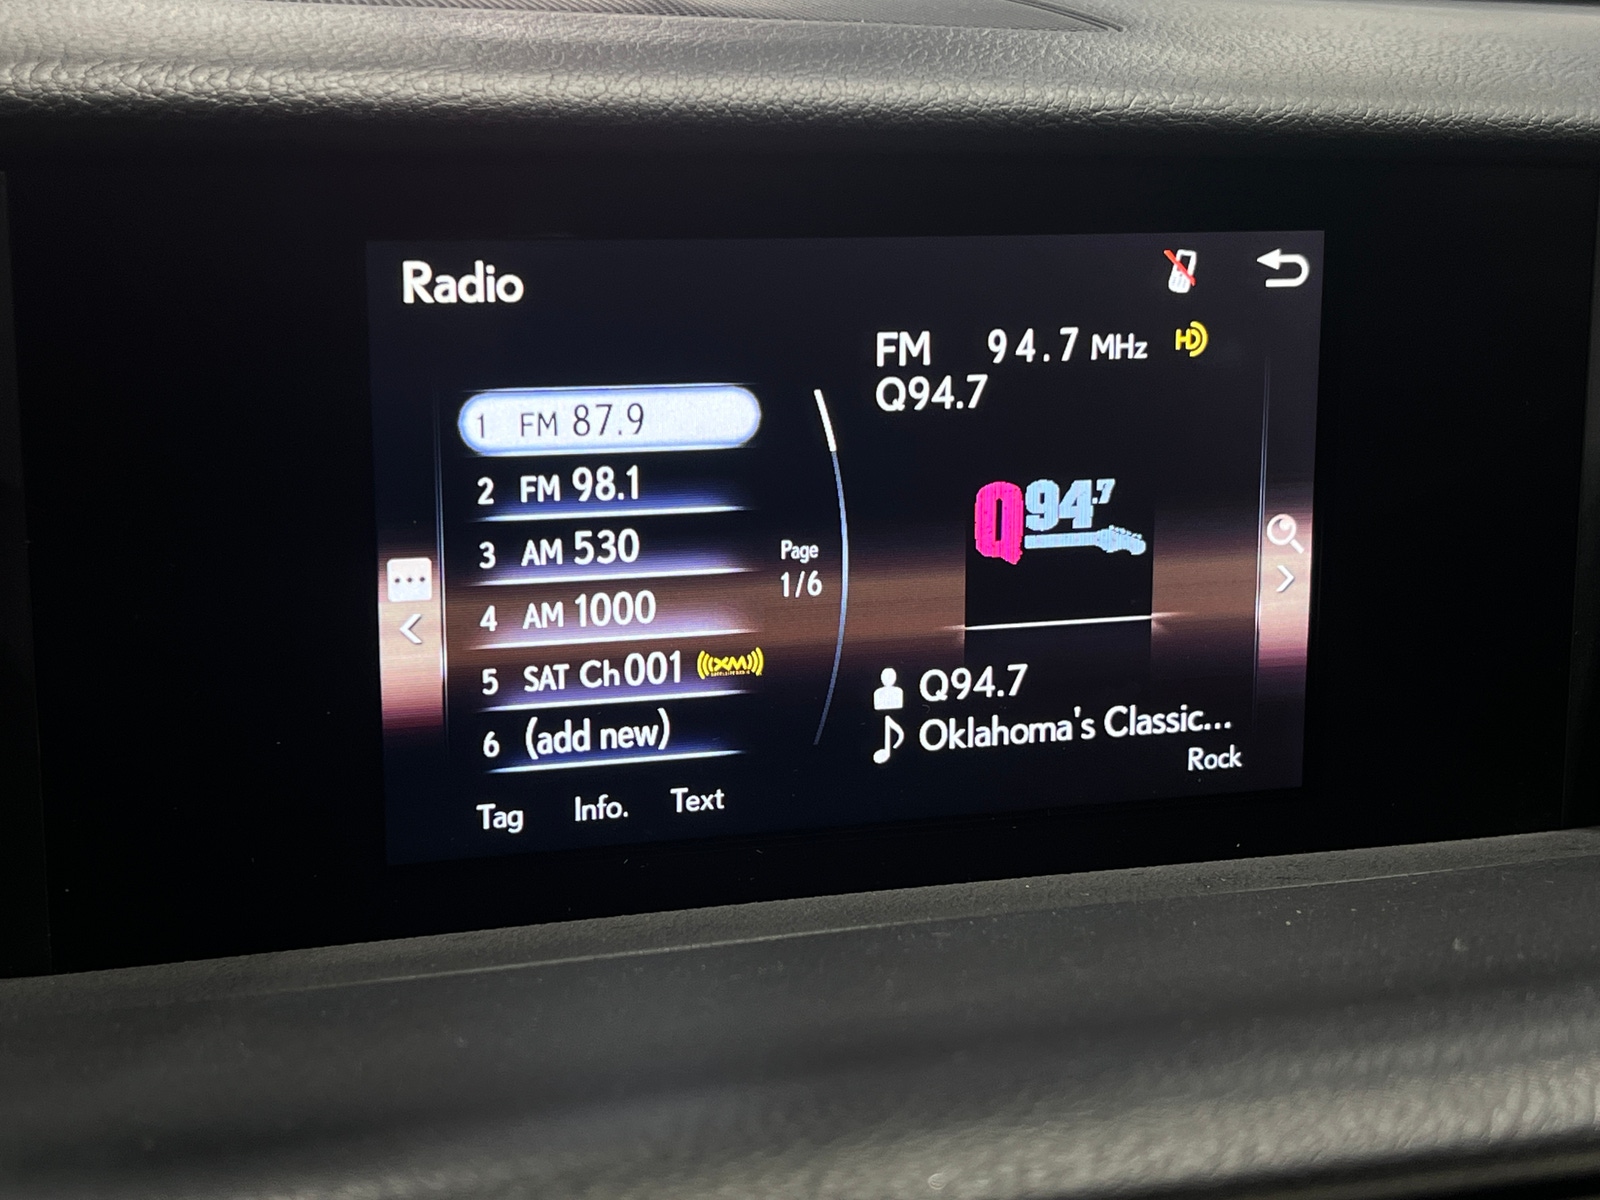 Radio
FM 94.7 MHz HD
Q94.7
1 FM 87.9
2 FM 98.1
3 AM 530
4 AM 1000
5 SAT Ch001 ((XM))
6 (add new)
Page
1/6
Q94.7
Q94.7
Oklahoma's Classic...
Rock
Tag Info. Text